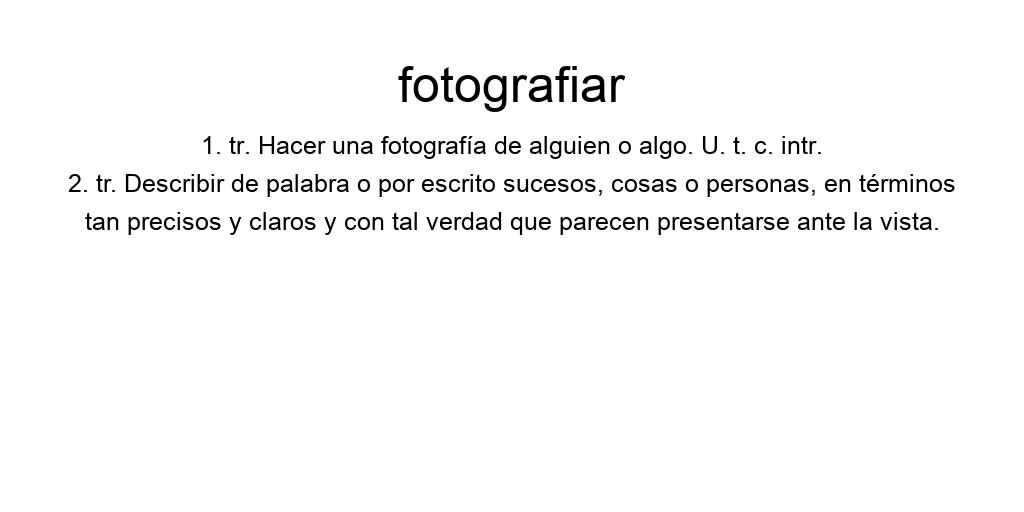 fotografiar
1. tr. Hacer una fotografía de alguien o algo. U. t. c. intr.
2. tr. Describir de palabra o por escrito sucesos, cosas o personas, en términos
tan precisos y claros y con tal verdad que parecen presentarse ante la vista.